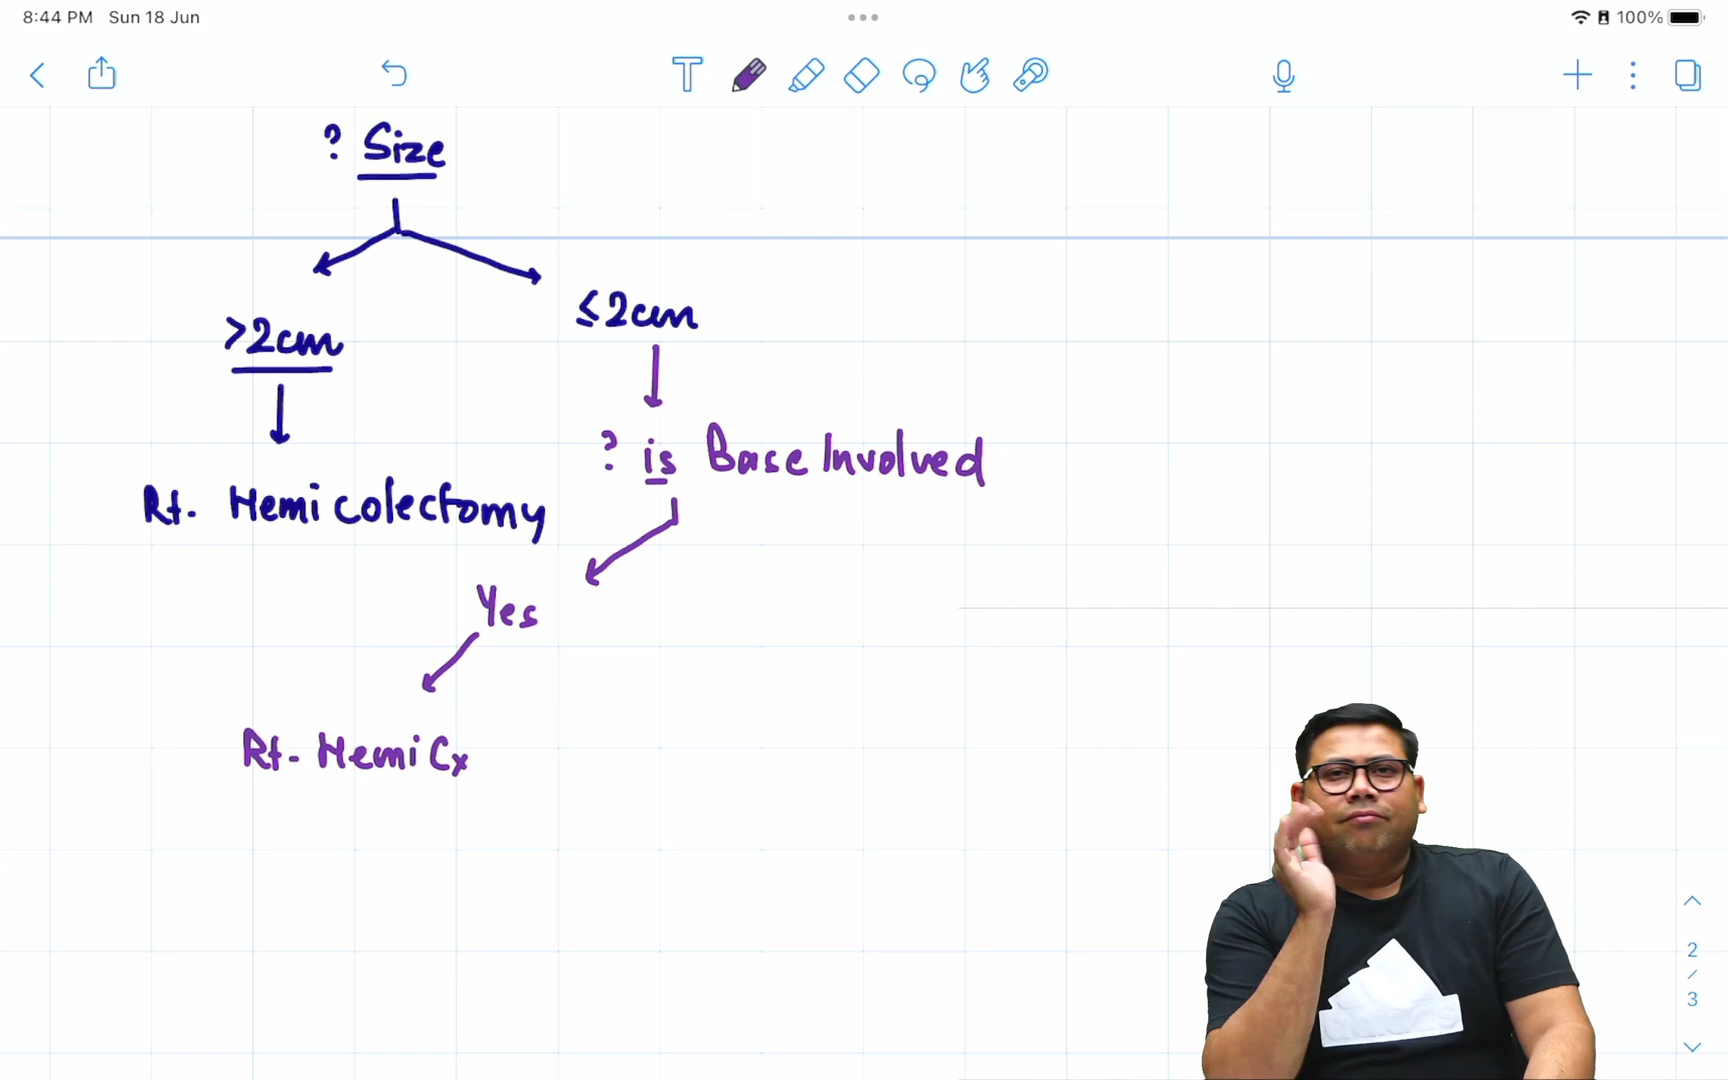 8:44 PM Sun 18 Jun
100%
? Size
>2cm
≤2cm
? is Base Involved
Rt. Hemicolectomy
Yes
Rt. Hemi Cx
2
/
3